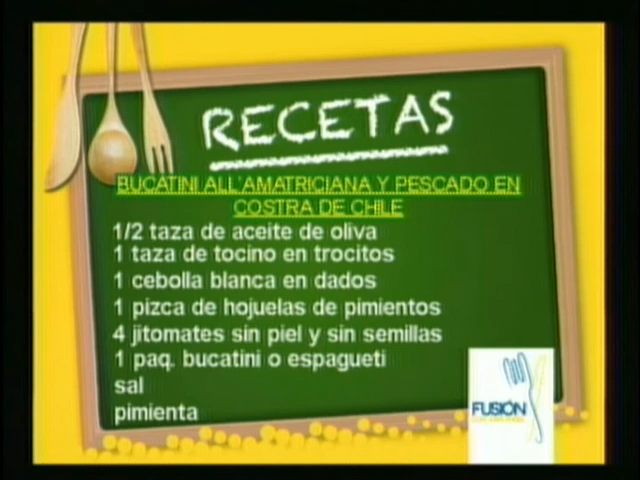 RECETAS
BUCATINI ALL'AMATRICIANA Y PESCADO EN
COSTRA DE CHILE
1/2 taza de aceite de oliva
1 taza de tocino en trocitos
1 cebolla blanca en dados
1 pizca de hojuelas de pimientos
4 jitomates sin piel y sin semillas
1 paq. bucatini o espagueti
sal
pimienta
FUSIÓN